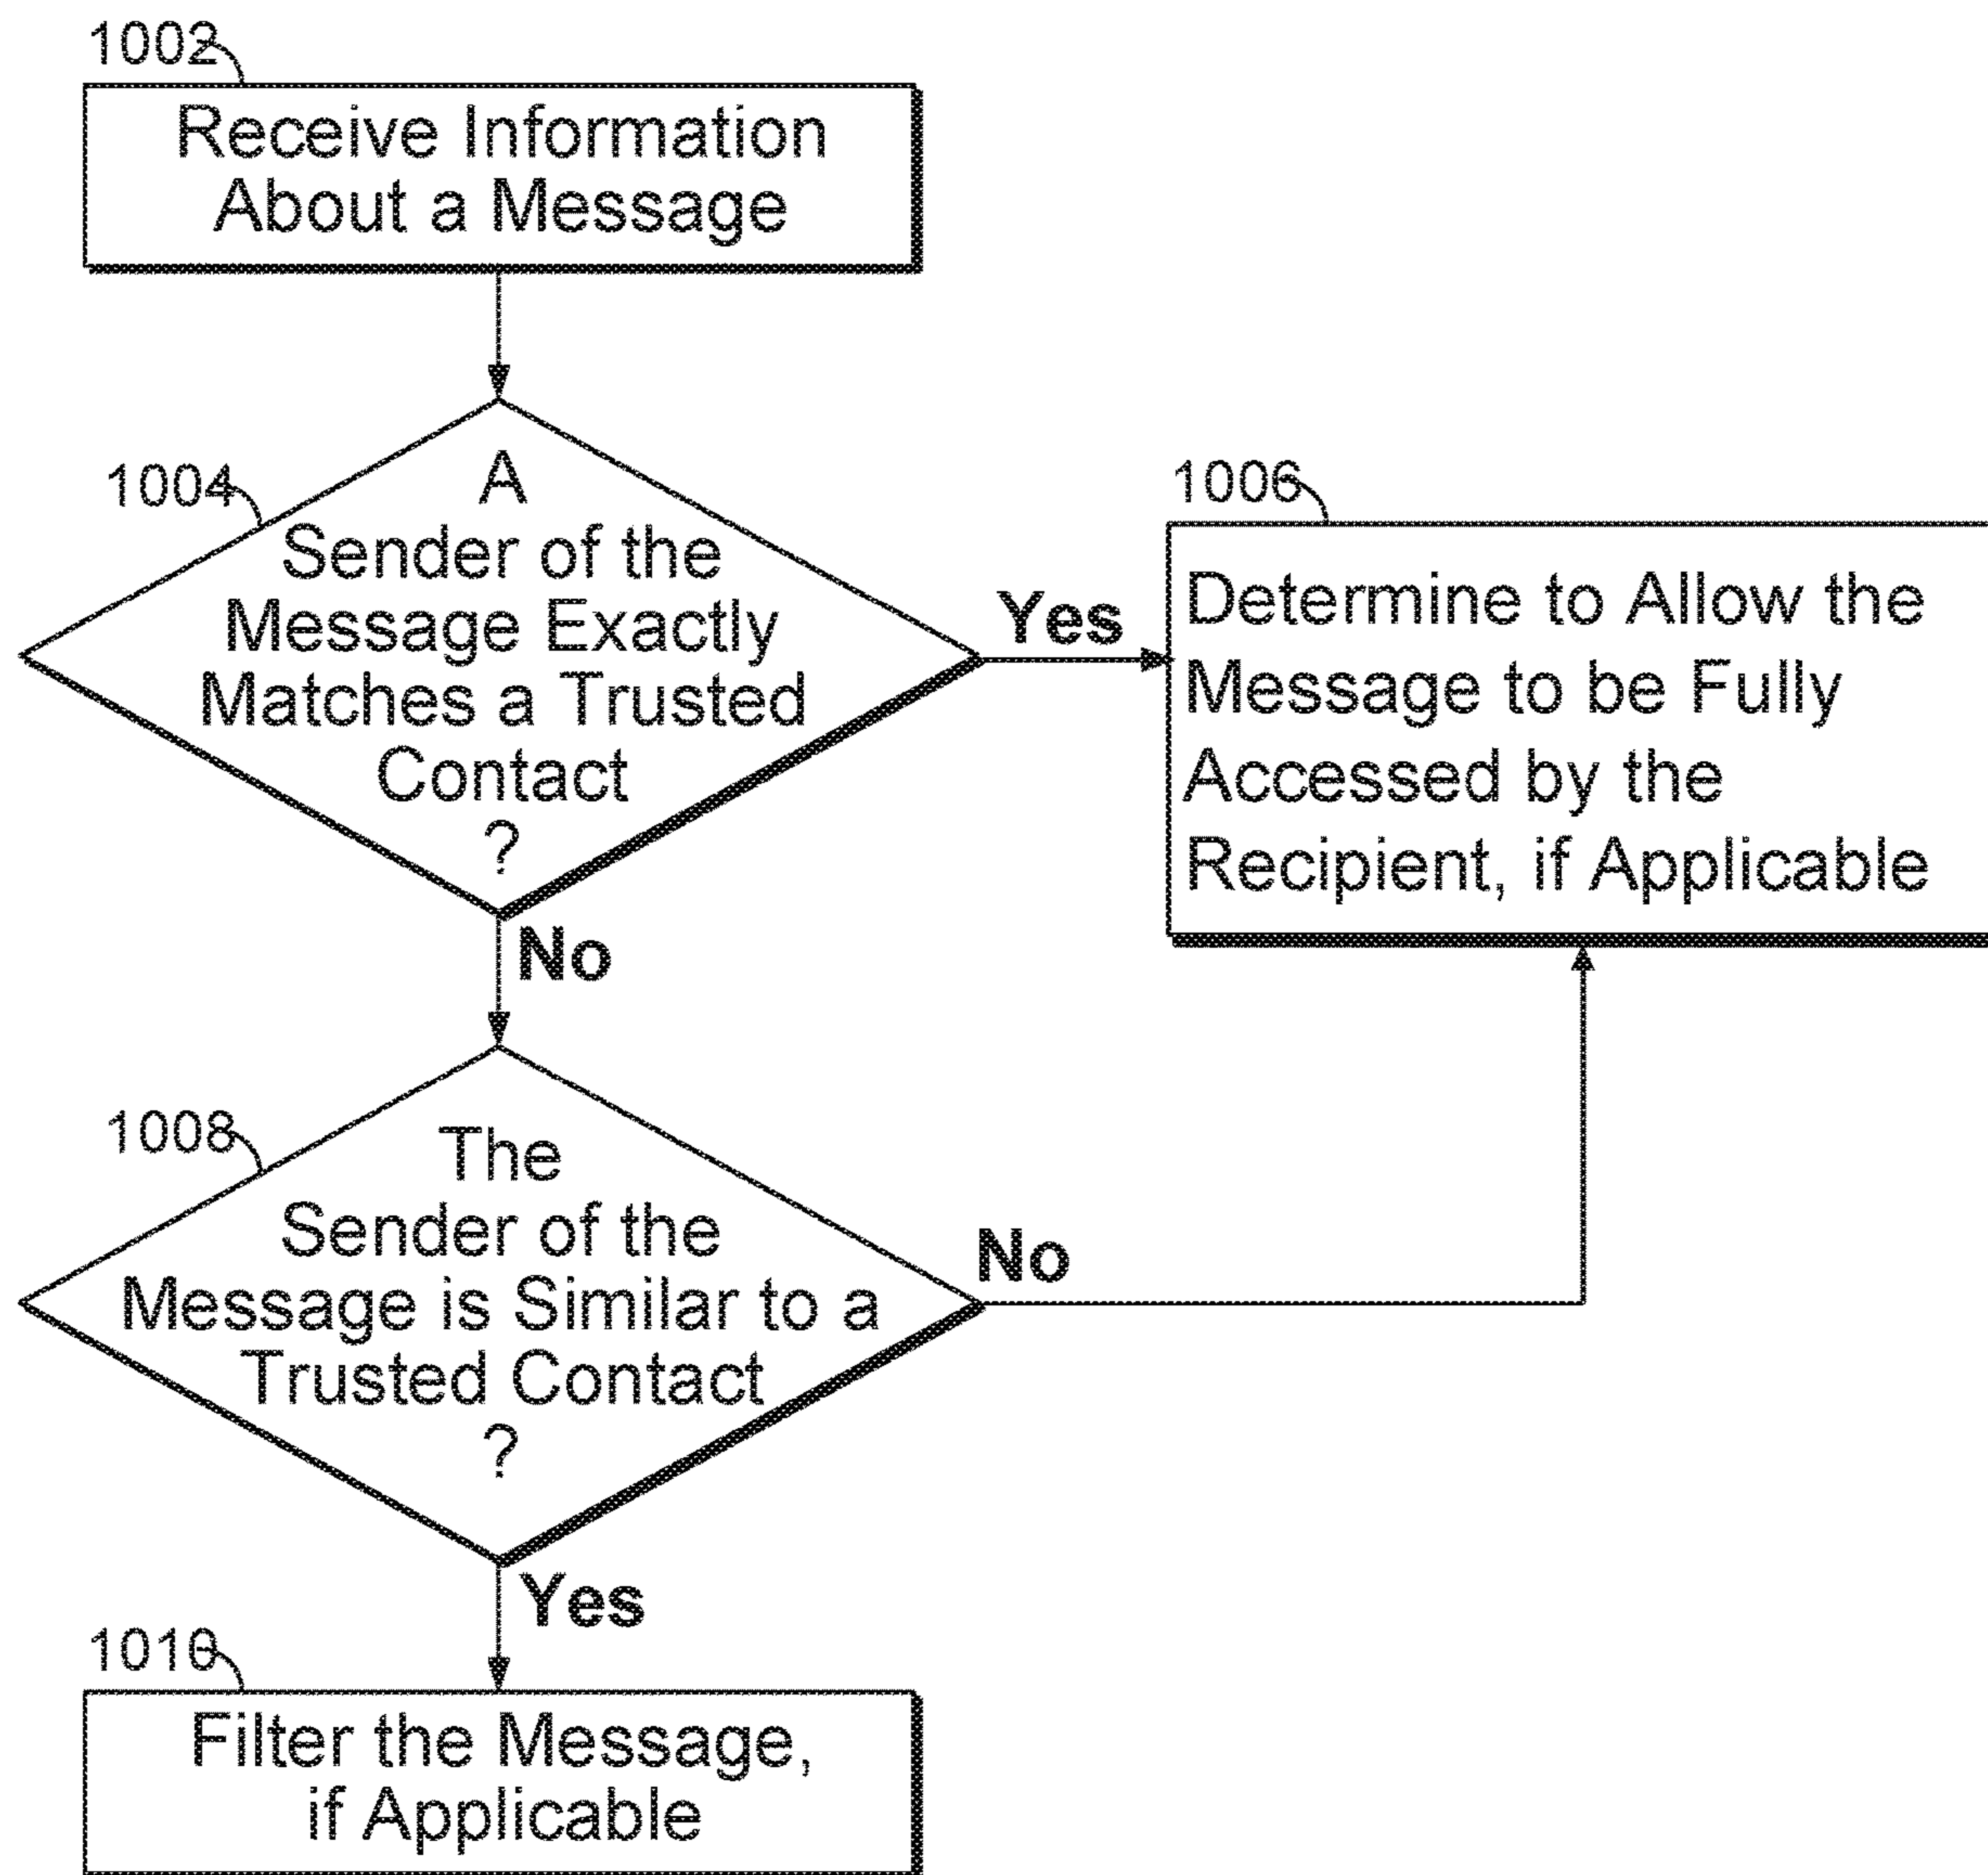 1002
Receive Information
About a Message
1004
A
Sender of the
Message Exactly
Matches a Trusted
Contact
?
Yes
1006
Determine to Allow the
Message to be Fully
Accessed by the
Recipient, if Applicable
No
1008
The
Sender of the
Message is Similar to a
Trusted Contact
?
No
Yes
1010
Filter the Message,
if Applicable